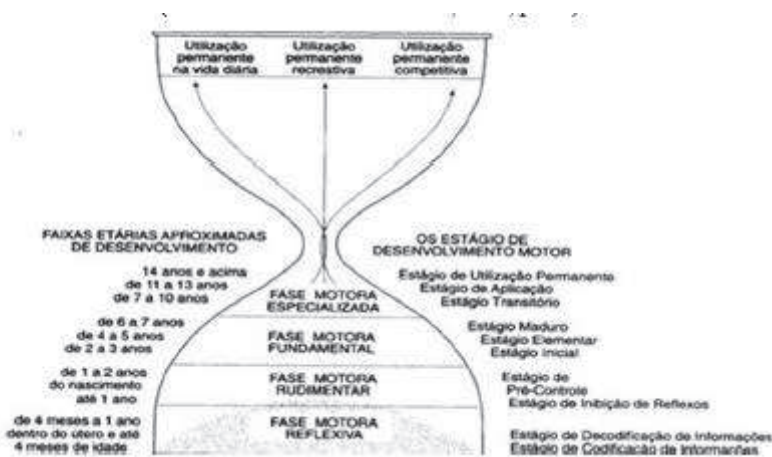 Utilização permanente na vida diária
Utilização permanente recreativa
Utilização permanente competitiva
FAIXAS ETÁRIAS APROXIMADAS
DE DESENVOLVIMENTO
OS ESTÁGIO DE
DESENVOLVIMENTO MOTOR
14 anos e acima
de 11 a 13 anos
de 7 a 10 anos
FASE MOTORA
ESPECIALIZADA
Estágio de Utilização Permanente
Estágio de Aplicação
Estágio Transitório
de 6 a 7 anos
de 4 a 5 anos
de 2 a 3 anos
FASE MOTORA
FUNDAMENTAL
Estágio Maduro
Estágio Elementar
Estágio Inicial
de 1 a 2 anos
do nascimento
até 1 ano
FASE MOTORA
RUDIMENTAR
Estágio de
Pré-Controle
Estágio de Inibição de Reflexos
de 4 meses a 1 ano
dentro do útero e até
4 meses de idade
FASE MOTORA
REFLEXIVA
Estágio de Decodificação de Informações
Estágio de Codificação de Informações